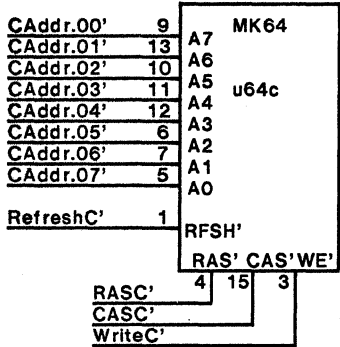 CAddr.00' 9 A7 MK64
CAddr.01' 13 A6
CAddr.02' 10 A5 u64c
CAddr.03' 11 A4
CAddr.04' 12 A3
CAddr.05' 6 A2
CAddr.06' 7 A1
CAddr.07' 5 A0
RefreshC' 1 RFSH'
RAS' CAS' WE'
4 15 3
RASC'
CASC'
WriteC'